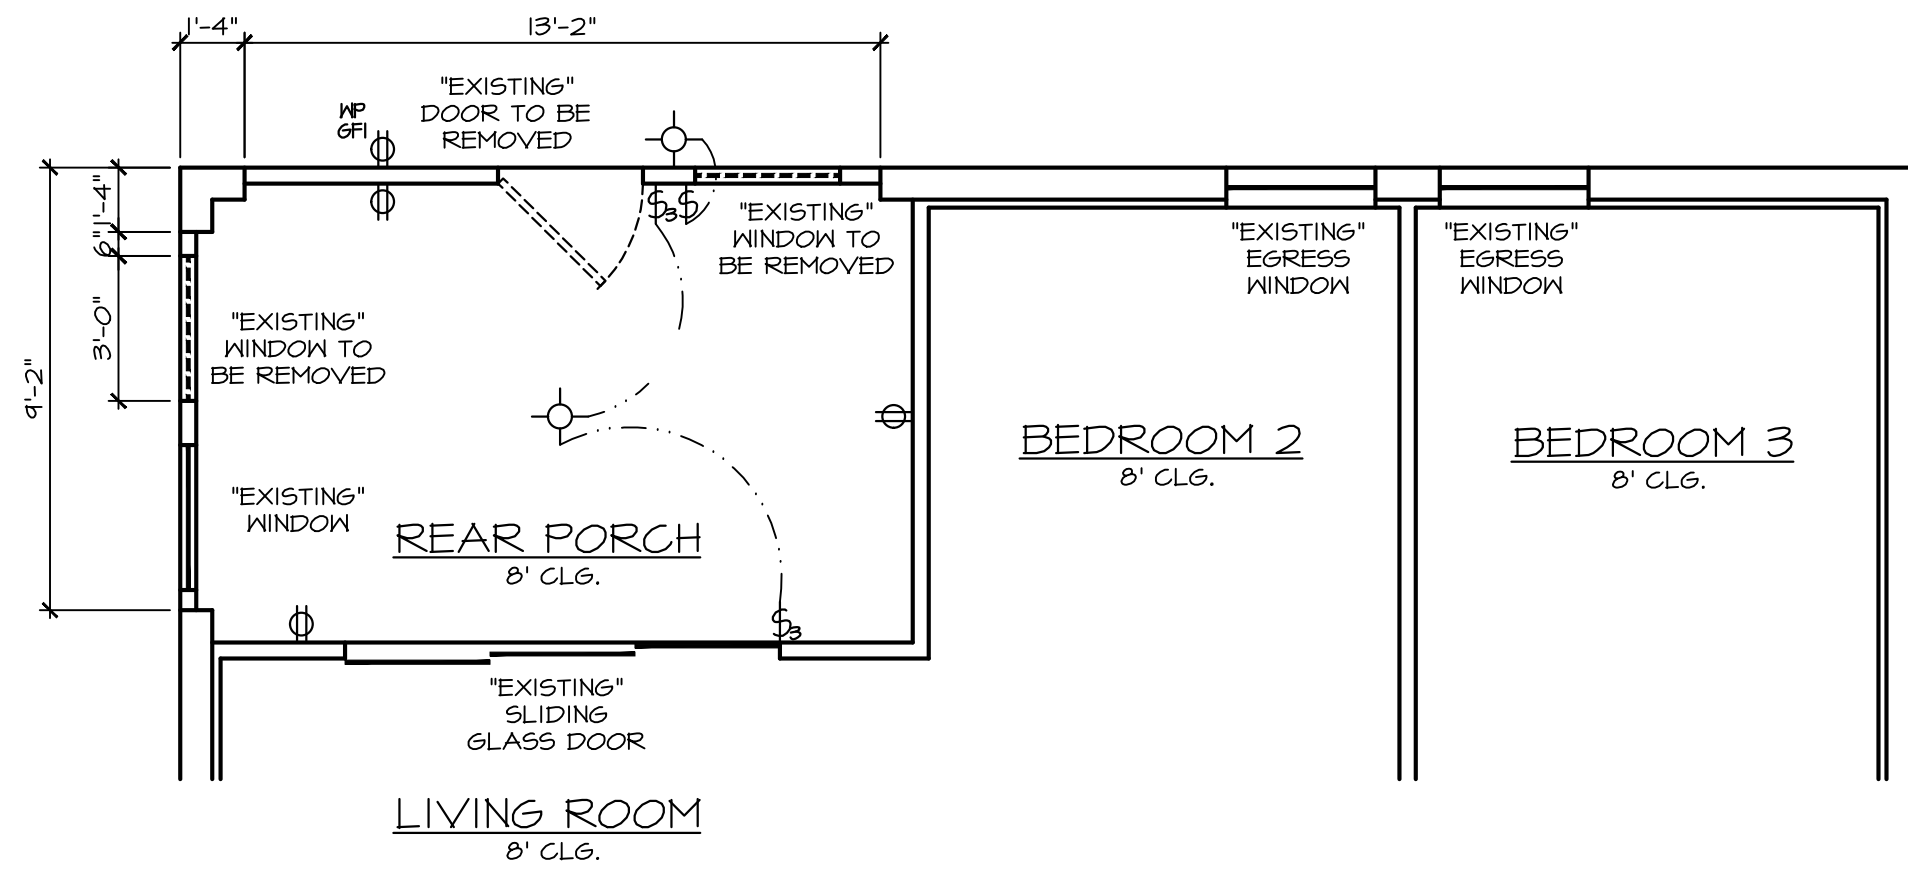 1'-4"
13'-2"
"EXISTING"
DOOR TO BE
REMOVED
WP
GFI
1'-4"
6"
3'-0"
9'-2"
S3
S
"EXISTING"
WINDOW TO
BE REMOVED
"EXISTING"
EGRESS
WINDOW
"EXISTING"
EGRESS
WINDOW
"EXISTING"
WINDOW TO
BE REMOVED
BEDROOM 2
8' CLG.
BEDROOM 3
8' CLG.
"EXISTING"
WINDOW
REAR PORCH
8' CLG.
S3
"EXISTING"
SLIDING
GLASS DOOR
LIVING ROOM
8' CLG.